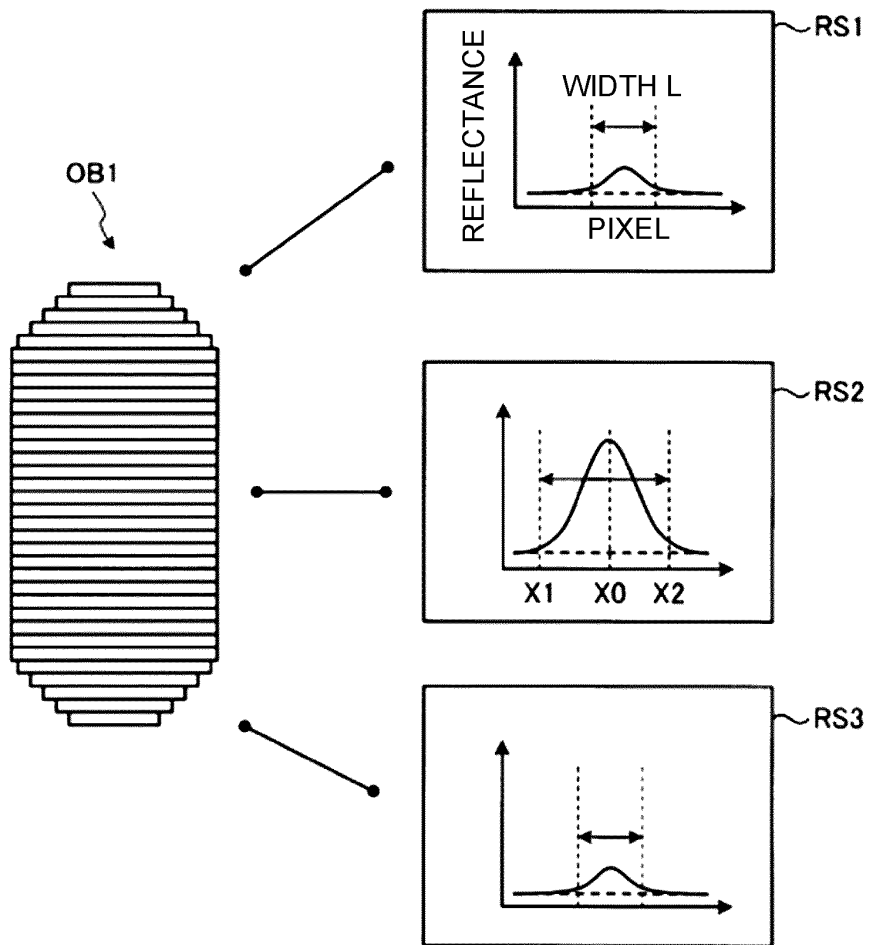 RS1
REFLECTANCE
WIDTH L
PIXEL
OB1
RS2
X1 X0 X2
RS3